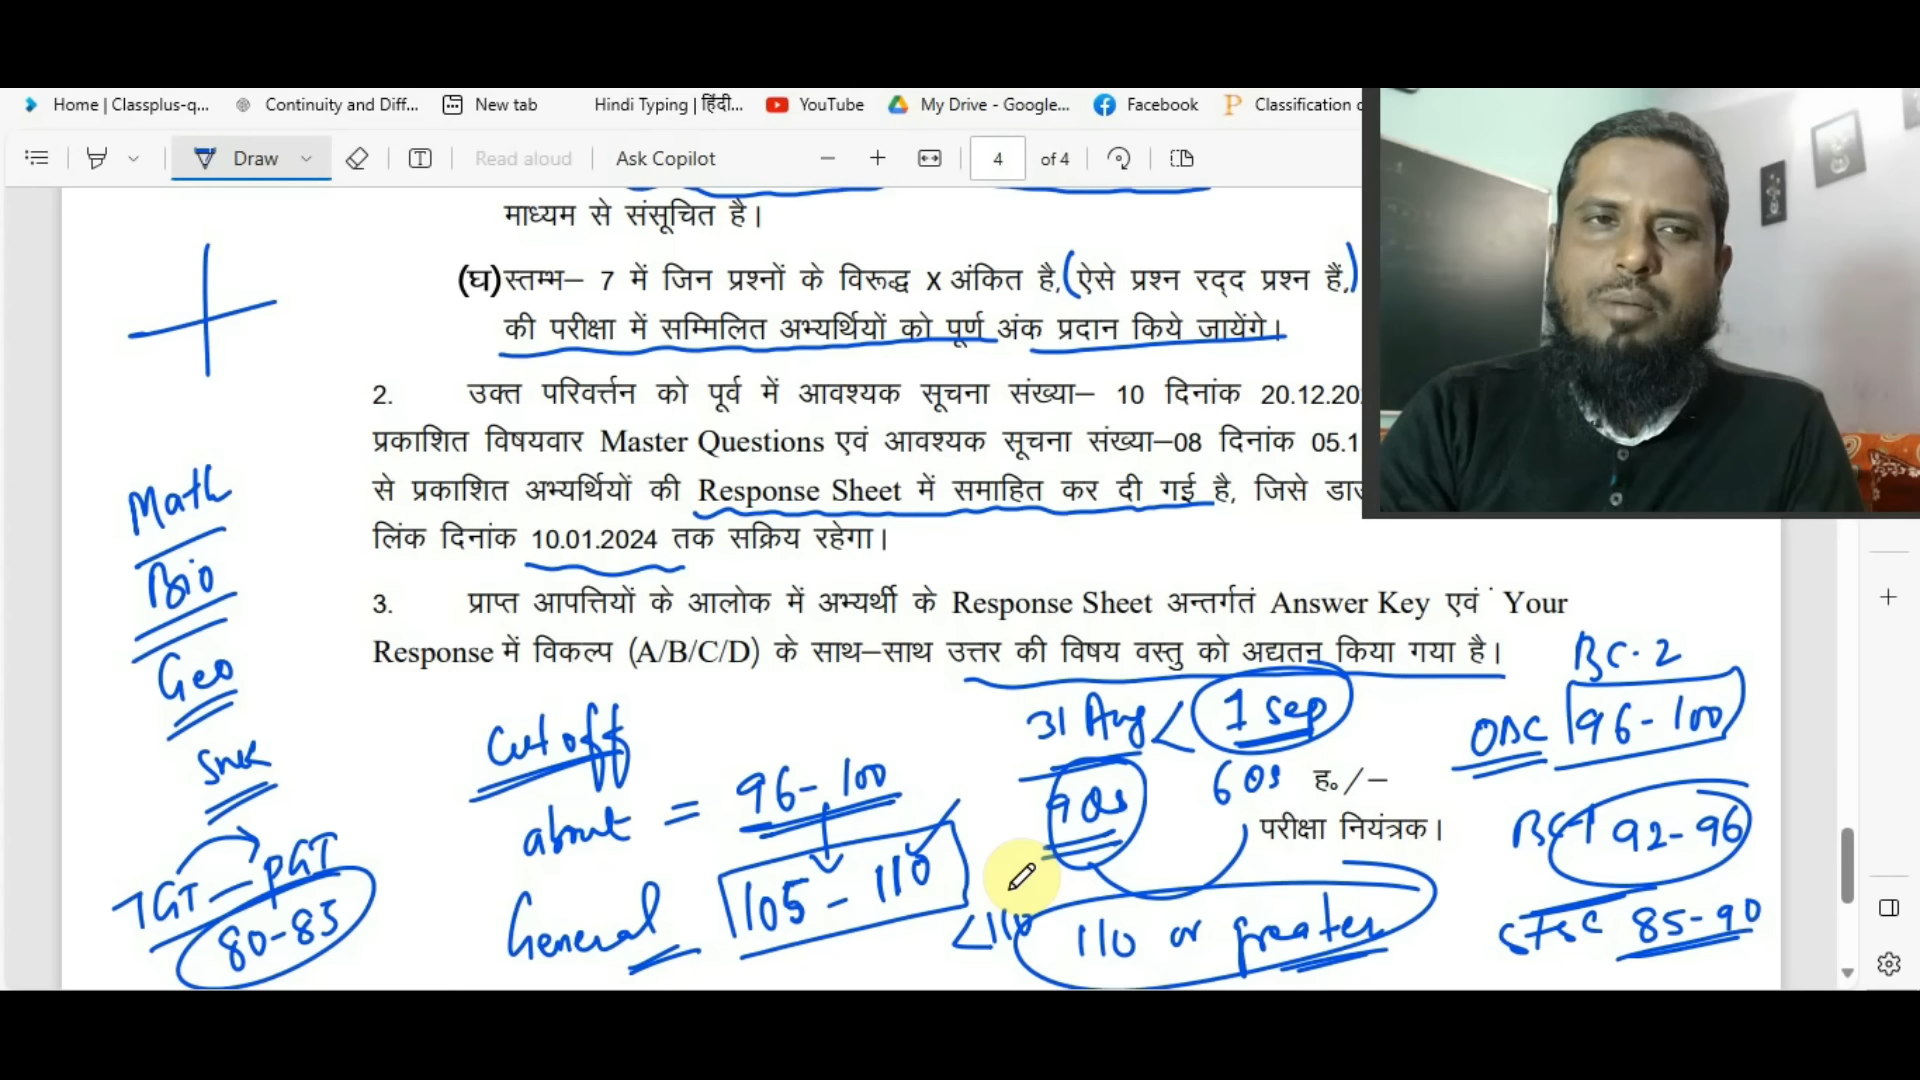 Home | Classplus-q... Continuity and Diff... New tab Hindi Typing | हिंदी... YouTube My Drive - Google... Facebook Classification
Draw Read aloud Ask Copilot 4 of 4
माध्यम से संसूचित है।
(घ) स्तम्भ– 7 में जिन प्रश्नों के विरूद्ध X अंकित है, (ऐसे प्रश्न रद्द प्रश्न हैं,)
की परीक्षा में सम्मिलित अभ्यर्थियों को पूर्ण अंक प्रदान किये जायेंगे।
2. उक्त परिवर्त्तन को पूर्व में आवश्यक सूचना संख्या– 10 दिनांक 20.12.20
प्रकाशित विषयवार Master Questions एवं आवश्यक सूचना संख्या–08 दिनांक 05.1
से प्रकाशित अभ्यर्थियों की Response Sheet में समाहित कर दी गई है, जिसे
लिंक दिनांक 10.01.2024 तक सक्रिय रहेगा।
3. प्राप्त आपत्तियों के आलोक में अभ्यर्थी के Response Sheet अन्तर्गतं Answer Key एवं Your
Response में विकल्प (A/B/C/D) के साथ–साथ उत्तर की विषय वस्तु को अद्यतन किया गया है।
ह०/–
परीक्षा नियंत्रक।
Math
Bio
Geo
TGT – PGT
80-85
Cut off
about = 96-100
General 105-110
31 Aug < 1 sep
90s 60s
<110 110 or greater
BC-2
OBC 96-100
BC-1 92-96
STSC 85-90